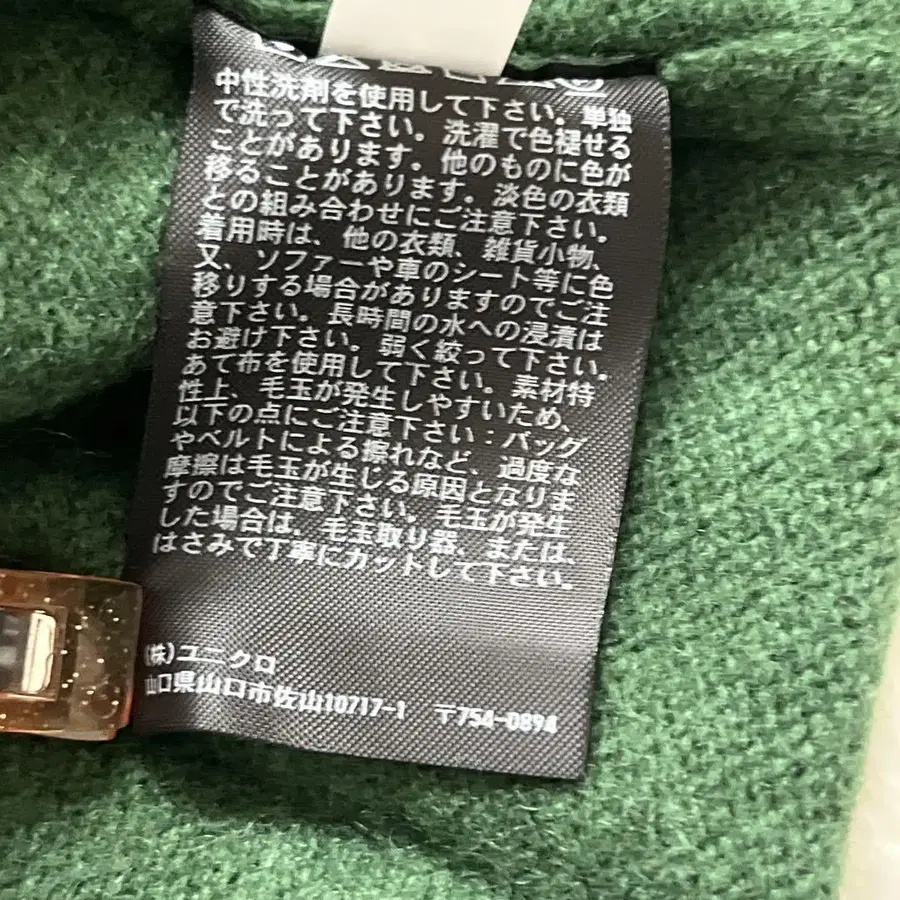 中性洗剤を使用して下さい。単独
で洗って下さい。洗濯で色褪せる
ことがあります。他のものに色が
移ることがあります。淡色の衣類
との組み合わせにご注意下さい。
着用時は、他の衣類、雑貨小物、
又、ソファーや車のシート等に色
移りする場合がありますのでご注
意下さい。長時間の水への浸漬は
お避け下さい。弱く絞って下さい。
あて布を使用して下さい。素材特
性上、毛玉が発生しやすいため、
以下の点にご注意下さい：バッグ
やベルトによる擦れなど、過度な
摩擦は毛玉が生じる原因となりま
すのでご注意下さい。毛玉が発生
した場合は、毛玉取り器、または
はさみで丁寧にカットして下さい。
(株)ユニクロ
山口県山口市佐山10717-1 〒754-0894